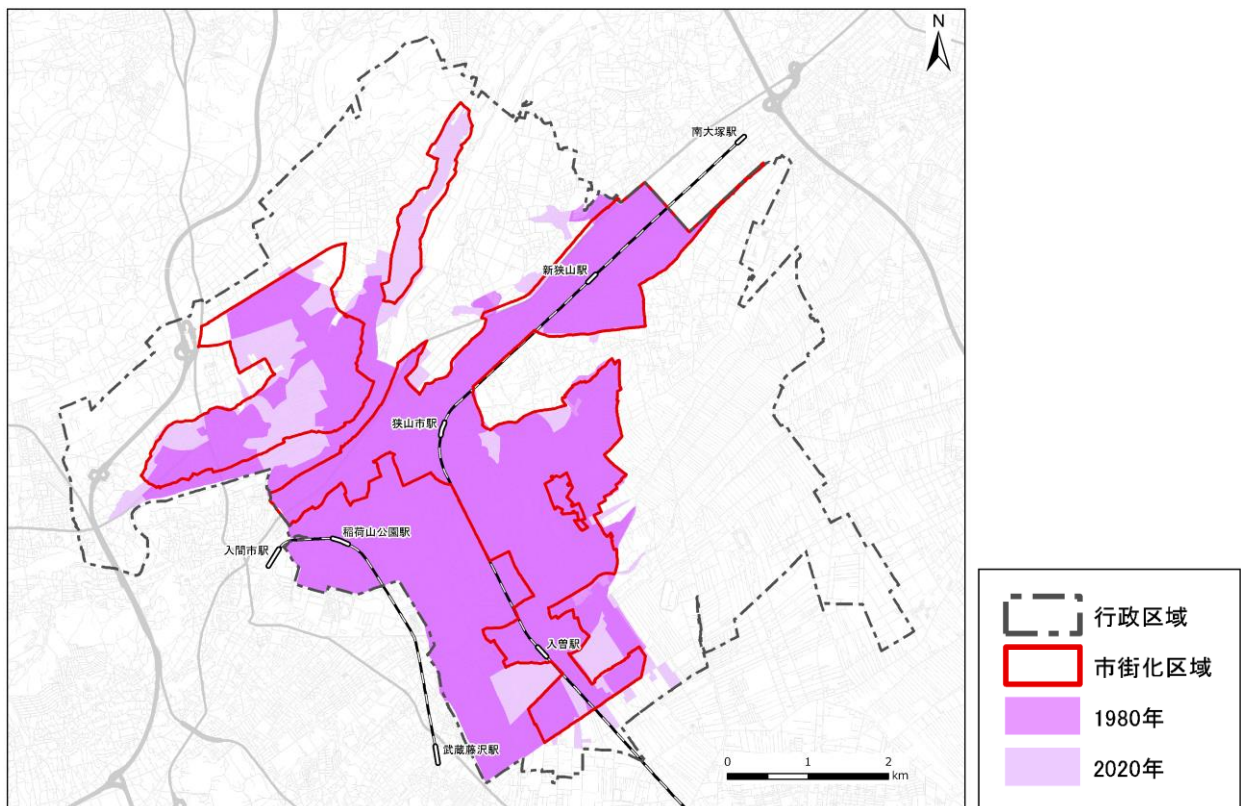 N
南大塚駅
新狭山駅
狭山市駅
稲荷山公園駅
入間市駅
入曽駅
武蔵藤沢駅
0 1 2
km
行政区域
市街化区域
1980年
2020年